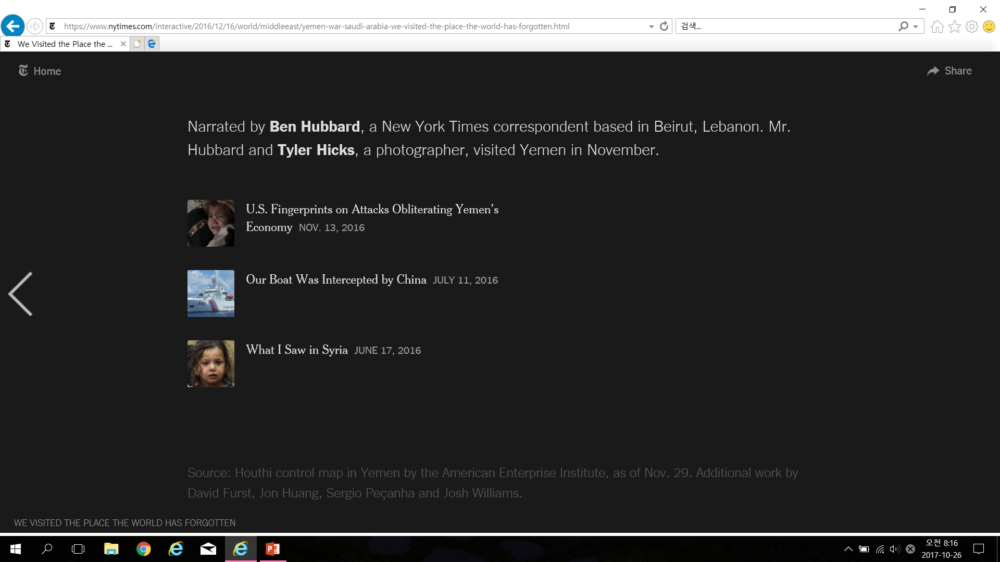 https://www.nytimes.com/interactive/2016/12/16/world/middleeast/yemen-war-saudi-arabia-we-visited-the-place-the-world-has-forgotten.html
검색...
We Visited the Place the ...
Home
Share
Narrated by Ben Hubbard, a New York Times correspondent based in Beirut, Lebanon. Mr.
Hubbard and Tyler Hicks, a photographer, visited Yemen in November.
U.S. Fingerprints on Attacks Obliterating Yemen’s
Economy NOV. 13, 2016
Our Boat Was Intercepted by China JULY 11, 2016
What I Saw in Syria JUNE 17, 2016
Source: Houthi control map in Yemen by the American Enterprise Institute, as of Nov. 29. Additional work by
David Furst, Jon Huang, Sergio Peçanha and Josh Williams.
WE VISITED THE PLACE THE WORLD HAS FORGOTTEN
오전 8:16
2017-10-26